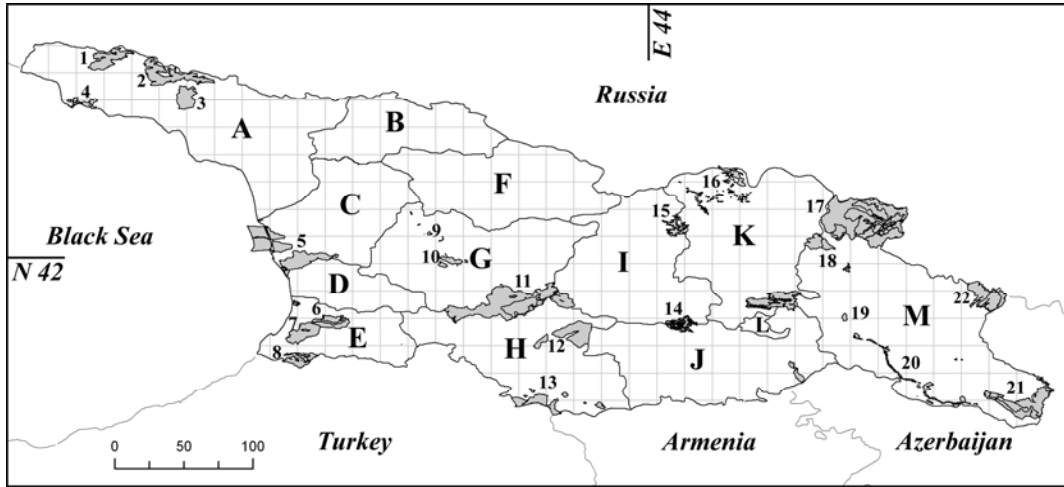 E 44
Russia
1
2
3
4
A
B
C
F
16
15
K
17
Black Sea
N 42
5
9
10
G
I
18
D
11
22
6
7
E
8
12
H
14
L
19
M
J
13
20
21
0 50 100
Turkey
Armenia
Azerbaijan